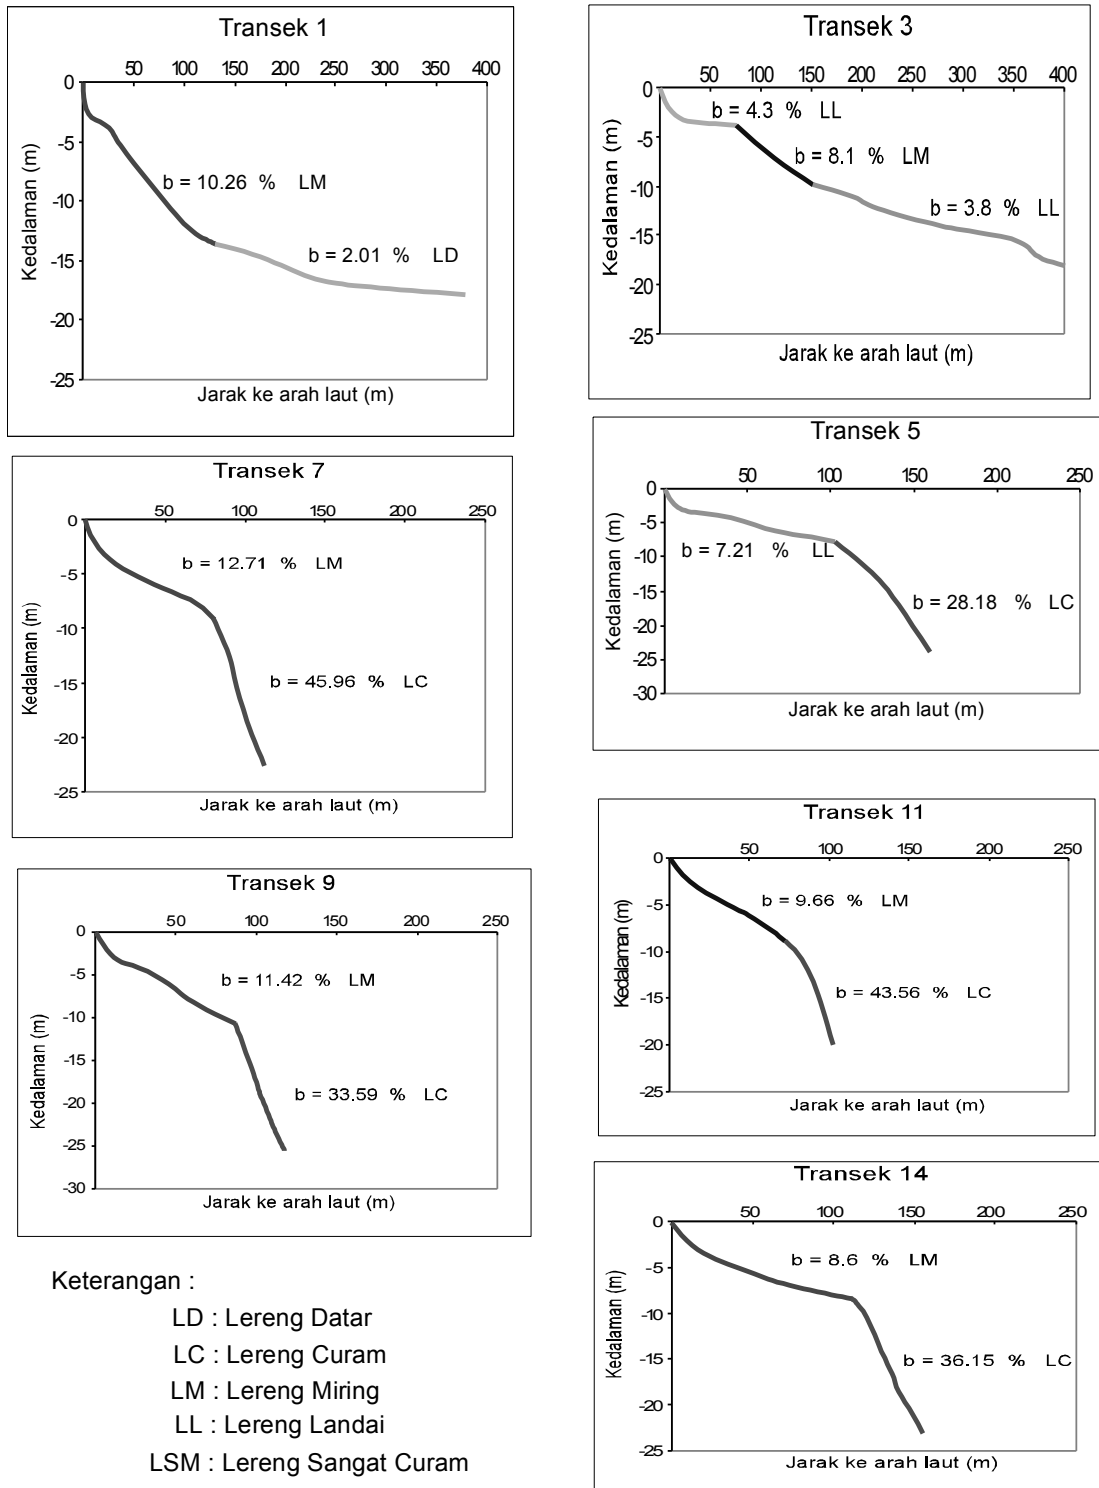 Transek 1
50 100 150 200 250 300 350 400
0
-5
-10
-15
-20
-25
Kedalaman (m)
b = 10.26 % LM
b = 2.01 % LD
Jarak ke arah laut (m)
Transek 3
50 100 150 200 250 300 350 400
0
-5
-10
-15
-20
-25
Kedalaman (m)
b = 4.3 % LL
b = 8.1 % LM
b = 3.8 % LL
Jarak ke arah laut (m)
Transek 7
50 100 150 200 250
0
-5
-10
-15
-20
-25
Kedalaman (m)
b = 12.71 % LM
b = 45.96 % LC
Jarak ke arah laut (m)
Transek 5
50 100 150 200 250
0
-5
-10
-15
-20
-25
-30
Kedalaman (m)
b = 7.21 % LL
b = 28.18 % LC
Jarak ke arah laut (m)
Transek 9
50 100 150 200 250
0
-5
-10
-15
-20
-25
-30
Kedalaman (m)
b = 11.42 % LM
b = 33.59 % LC
Jarak ke arah laut (m)
Transek 11
50 100 150 200 250
0
-5
-10
-15
-20
-25
Kedalaman (m)
b = 9.66 % LM
b = 43.56 % LC
Jarak ke arah laut (m)
Transek 14
50 100 150 200 250
0
-5
-10
-15
-20
-25
Kedalaman (m)
b = 8.6 % LM
b = 36.15 % LC
Jarak ke arah laut (m)
Keterangan :
LD : Lereng Datar
LC : Lereng Curam
LM : Lereng Miring
LL : Lereng Landai
LSM : Lereng Sangat Curam